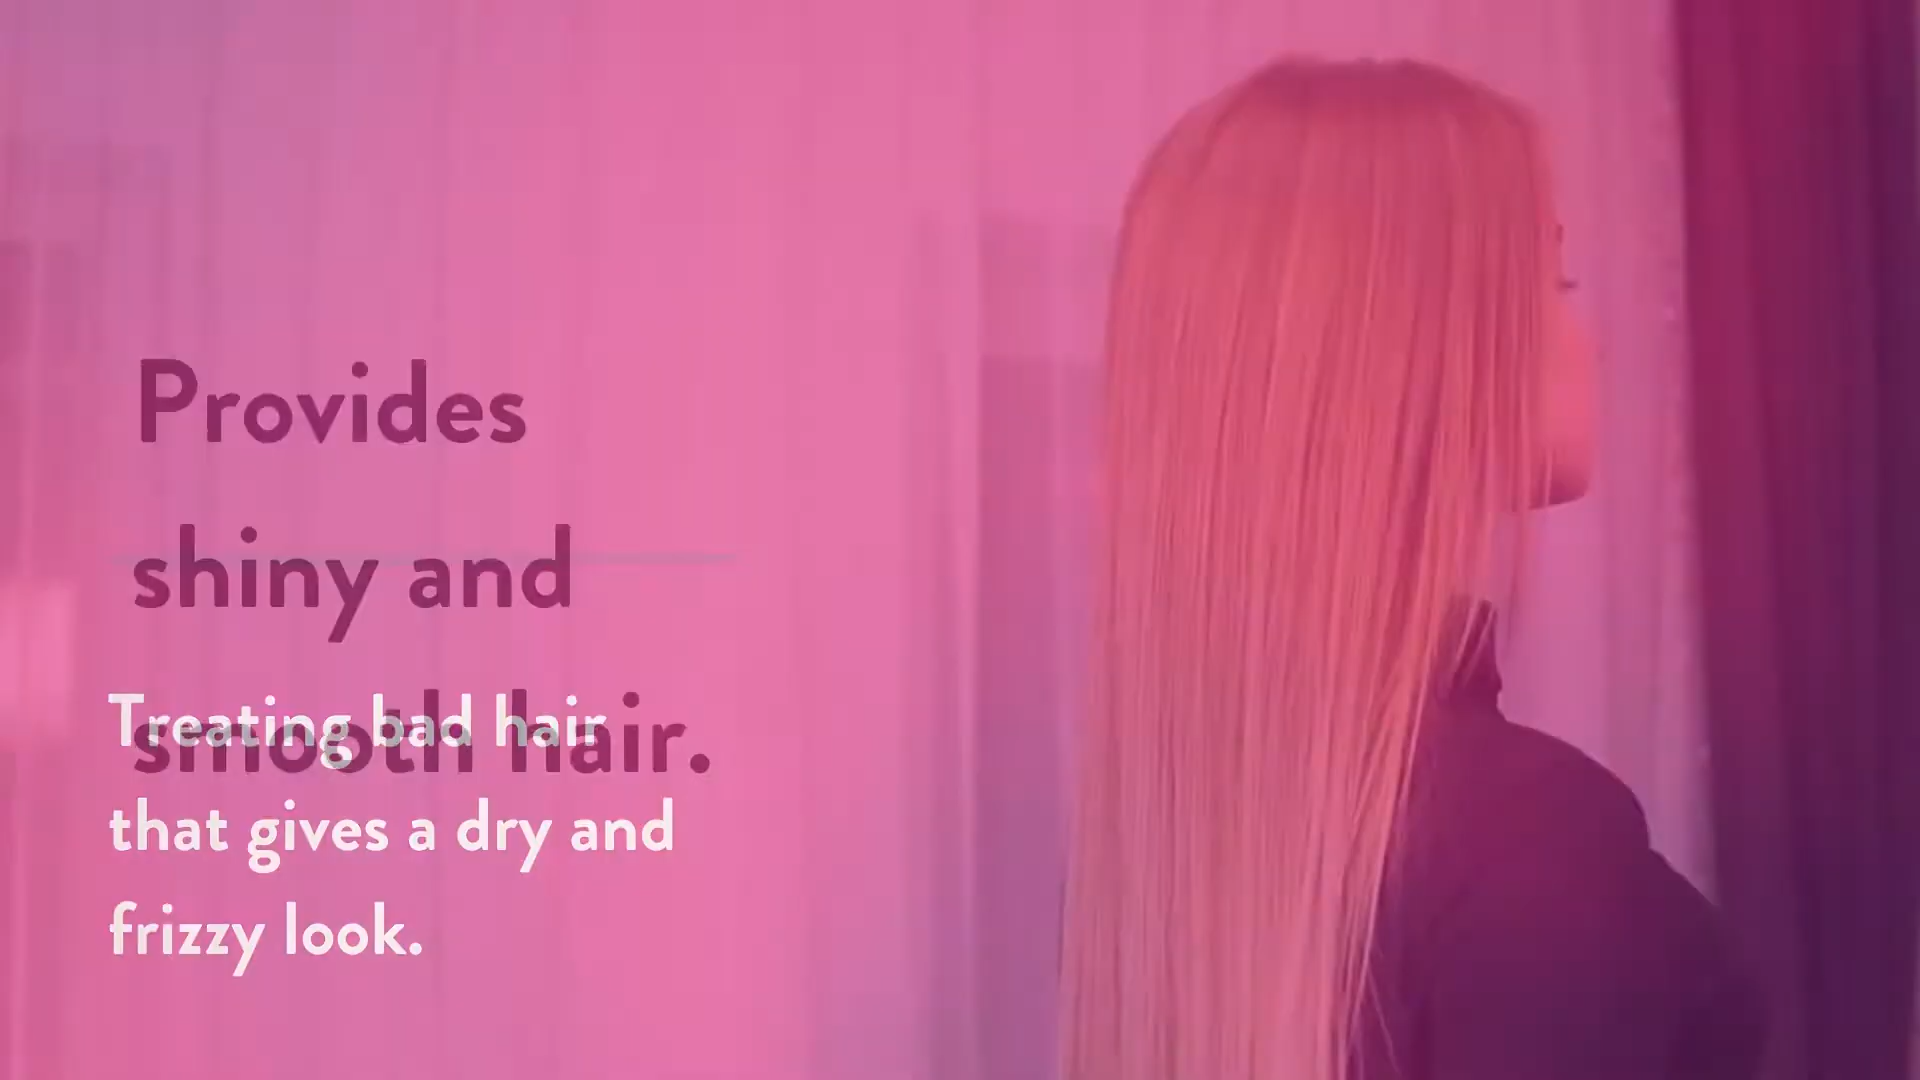 Provides
shiny and
smooth hair.
Treating bad hair
that gives a dry and
frizzy look.